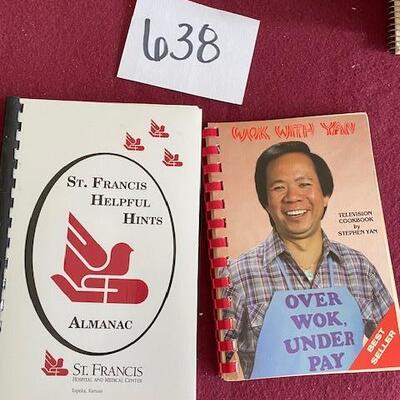 638
ST. FRANCIS
HELPFUL
HINTS
ALMANAC
ST. FRANCIS
HOSPITAL AND MEDICAL CENTER
Topeka, Kansas
WOK WITH YAN
TELEVISION
COOKBOOK
by
STEPHEN YAN
OVER
WOK,
UNDER
PAY
BEST
SELLER